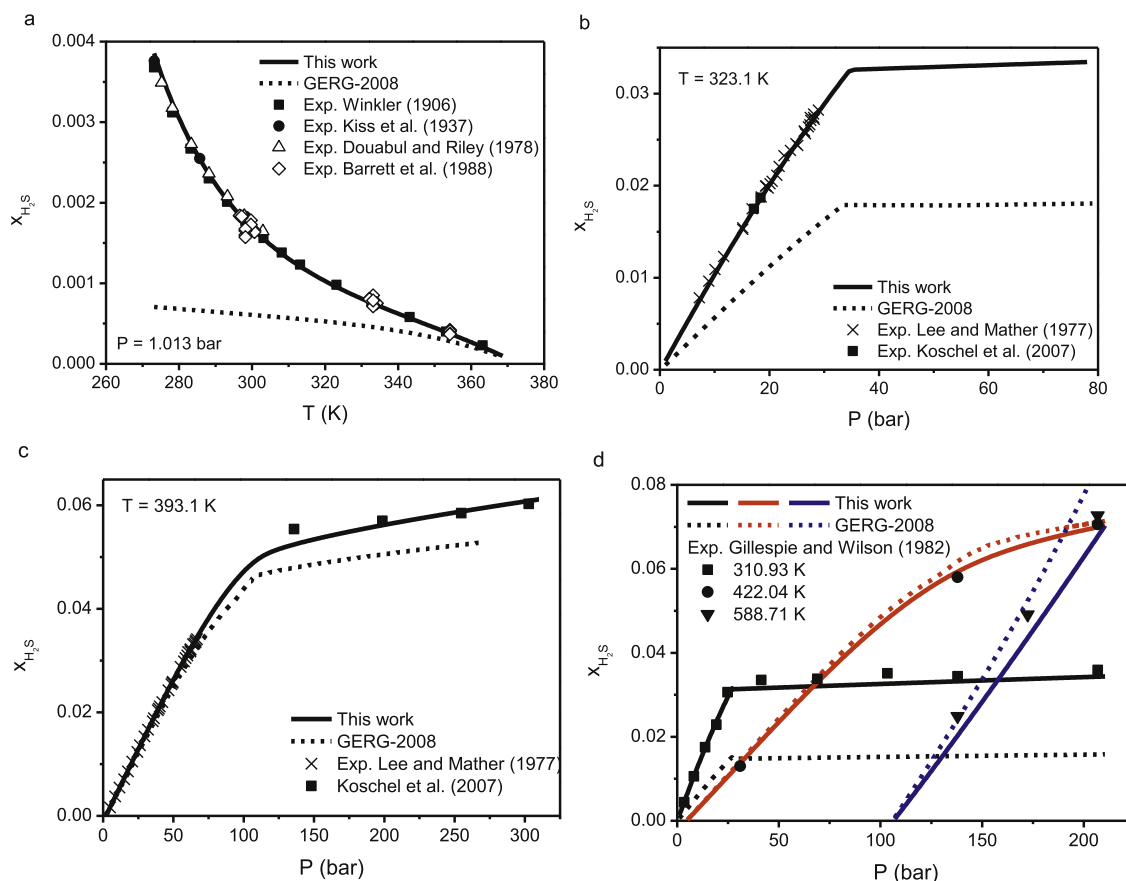 a
0.004
0.003
0.002
0.001
0.000
260
280
300
320
340
360
380
x_H₂S
T (K)
This work
GERG-2008
Exp. Winkler (1906)
Exp. Kiss et al. (1937)
Exp. Douabul and Riley (1978)
Exp. Barrett et al. (1988)
P = 1.013 bar
b
0.03
0.02
0.01
0.00
0
20
40
60
80
x_H₂S
P (bar)
T = 323.1 K
This work
GERG-2008
Exp. Lee and Mather (1977)
Exp. Koschel et al. (2007)
c
0.06
0.04
0.02
0.00
0
50
100
150
200
250
300
x_H₂S
P (bar)
T = 393.1 K
This work
GERG-2008
Exp. Lee and Mather (1977)
Koschel et al. (2007)
d
0.08
0.06
0.04
0.02
0.00
0
50
100
150
200
x_H₂S
P (bar)
This work
GERG-2008
Exp. Gillespie and Wilson (1982)
310.93 K
422.04 K
588.71 K